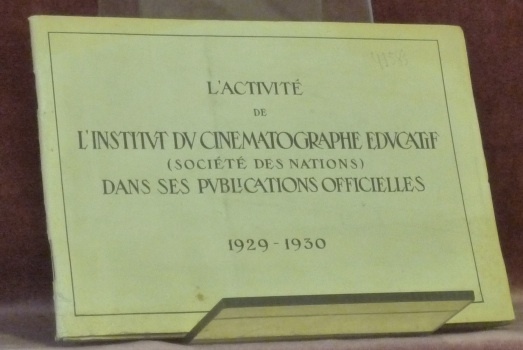 L'ACTIVITÉ
DE
L'INSTITVT DV CINEMATOGRAPHE EDVCATIF
(SOCIÉTÉ DES NATIONS)
DANS SES PVBLICATIONS OFFICIELLES
1929-1930